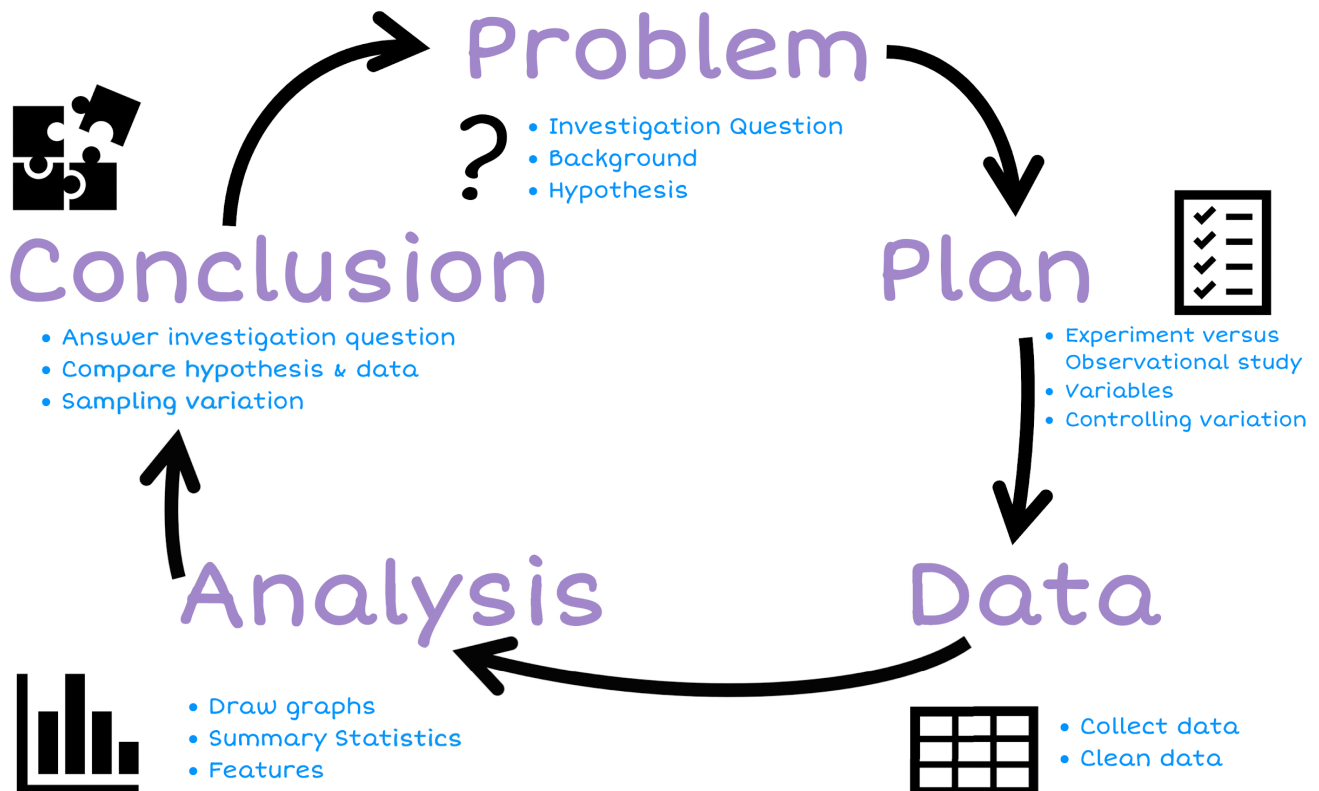 Problem
?
• Investigation Question
• Background
• Hypothesis
Plan
• Experiment versus
Observational study
• Variables
• Controlling variation
Data
• Collect data
• Clean data
Analysis
• Draw graphs
• Summary Statistics
• Features
Conclusion
• Answer investigation question
• Compare hypothesis & data
• Sampling variation